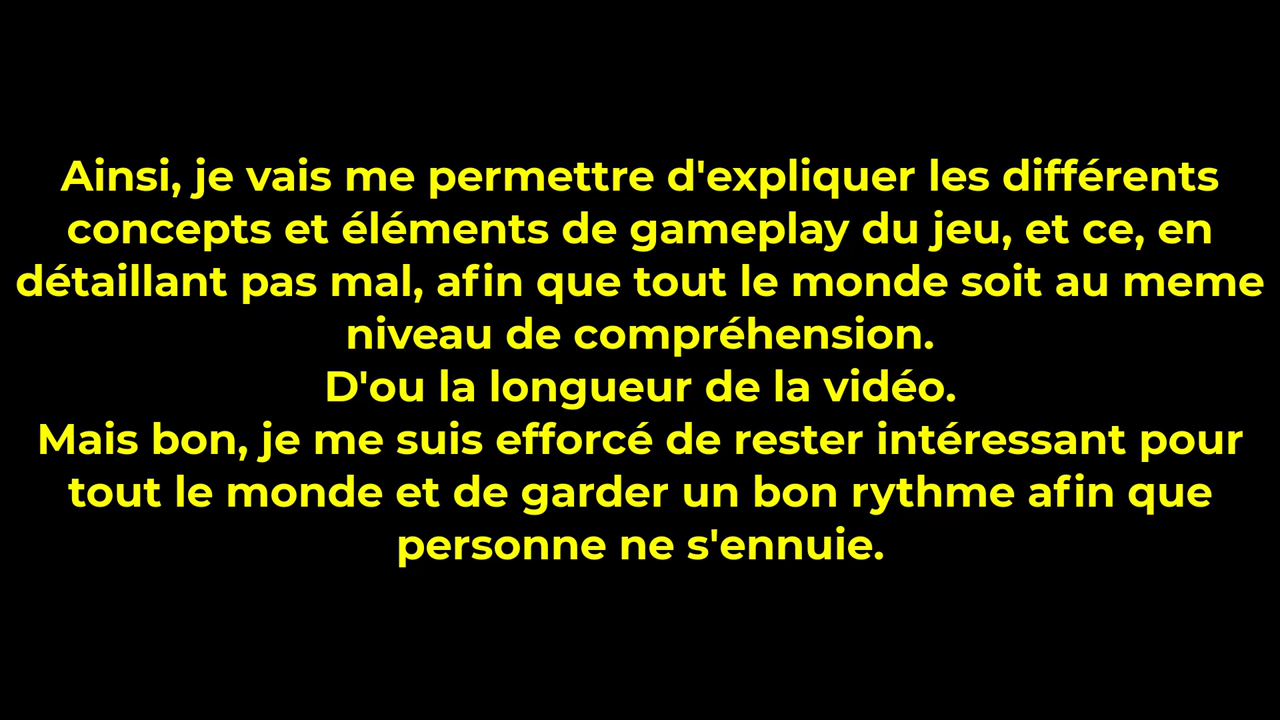 Ainsi, je vais me permettre d'expliquer les différents
concepts et éléments de gameplay du jeu, et ce, en
détaillant pas mal, afin que tout le monde soit au meme
niveau de compréhension.
D'ou la longueur de la vidéo.
Mais bon, je me suis efforcé de rester intéressant pour
tout le monde et de garder un bon rythme afin que
personne ne s'ennuie.